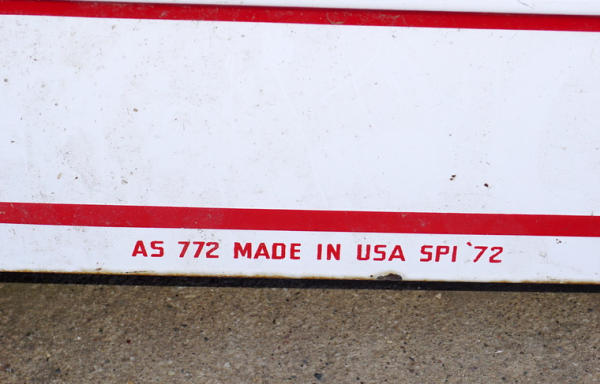 AS 772 MADE IN USA SPI '72